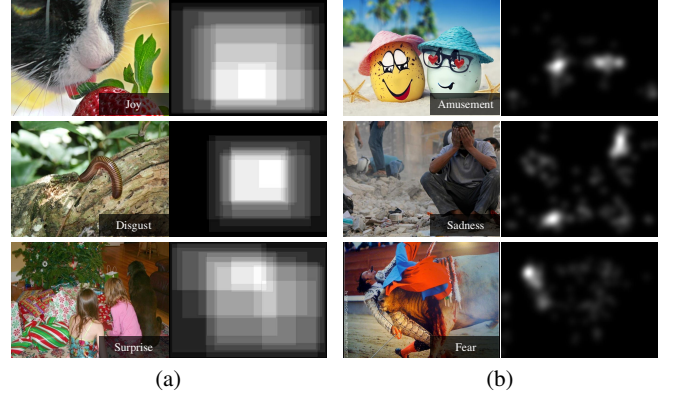 Joy
Amusement
Disgust
Sadness
Surprise
Fear
(a)
(b)